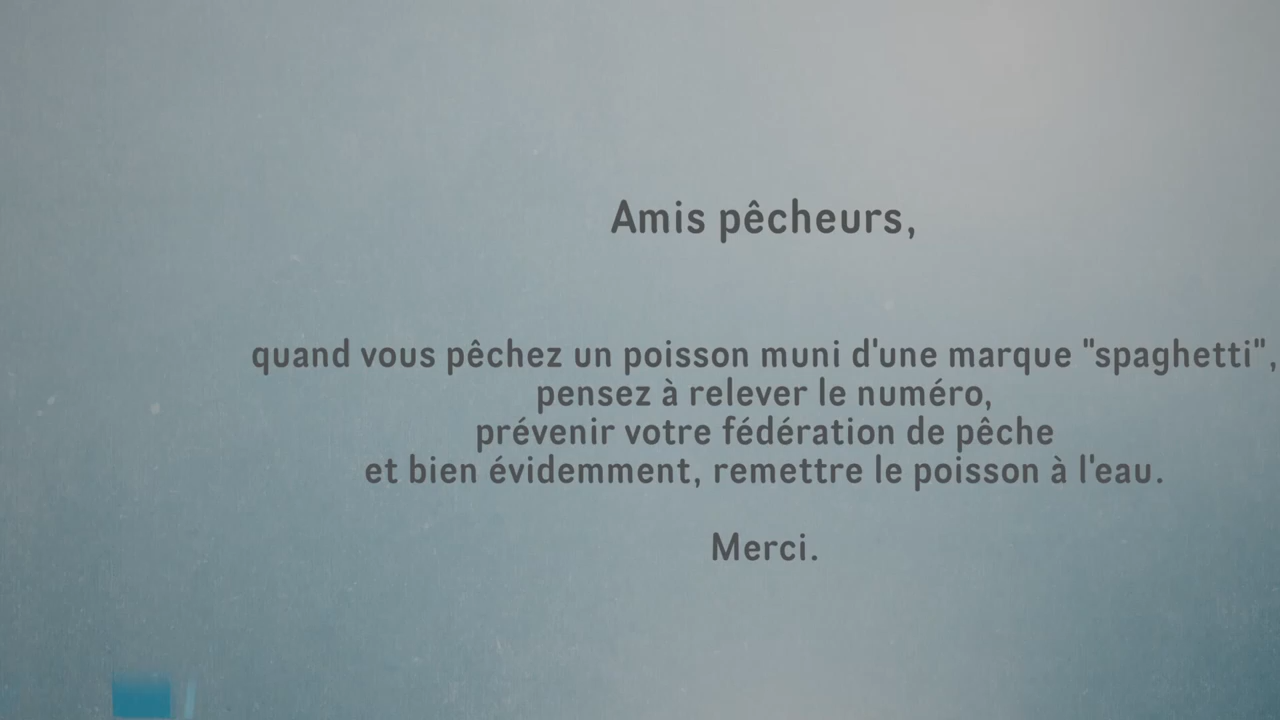 Amis pêcheurs,
quand vous pêchez un poisson muni d'une marque "spaghetti",
pensez à relever le numéro,
prévenir votre fédération de pêche
et bien évidemment, remettre le poisson à l'eau.
Merci.